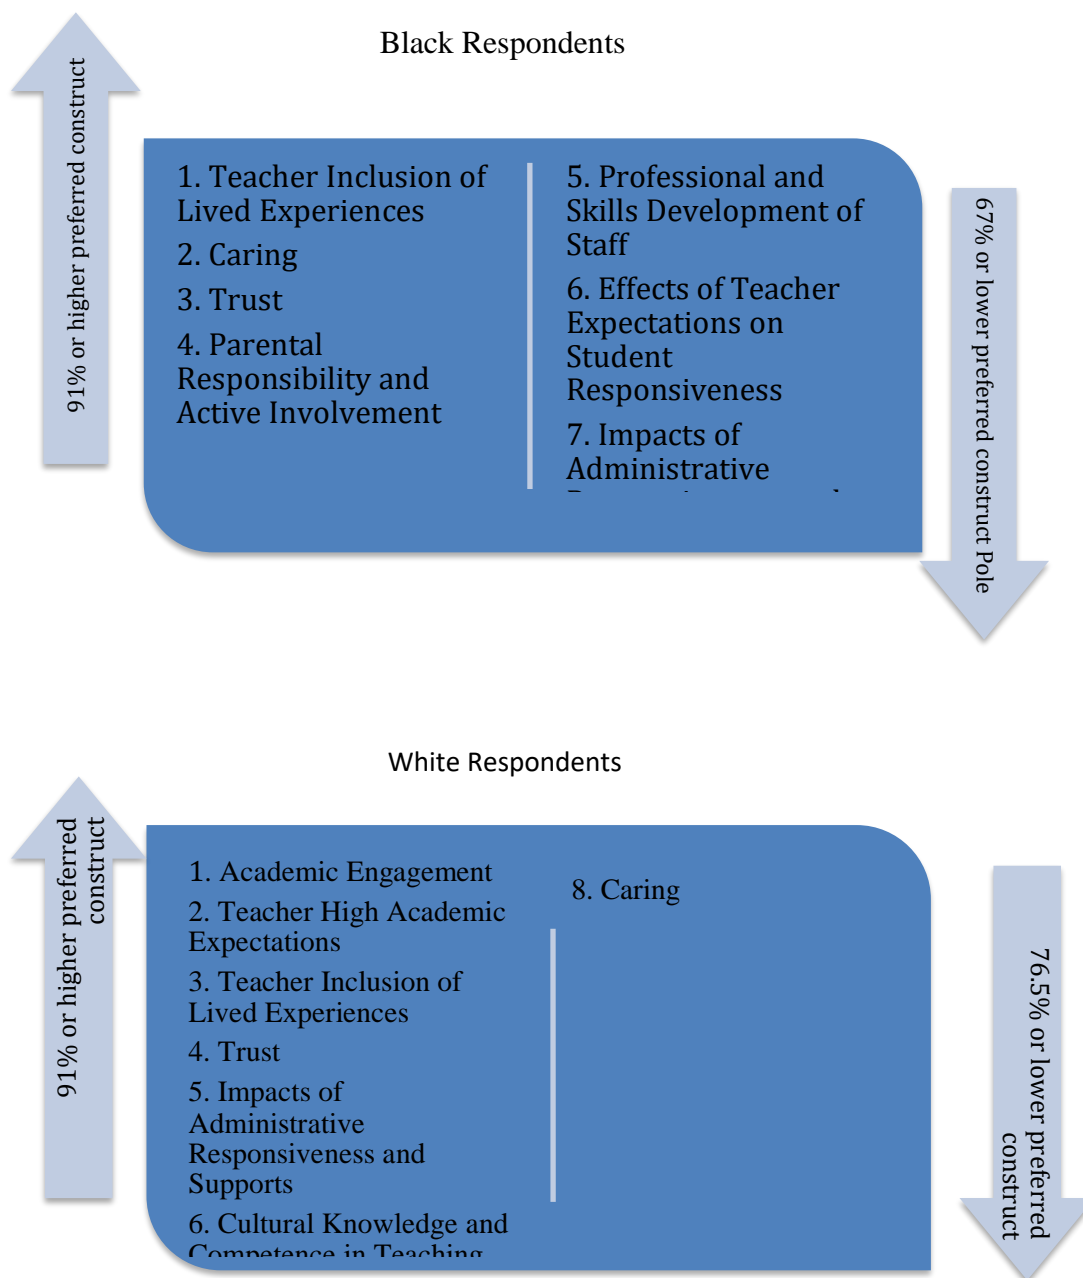 Black Respondents
91% or higher preferred construct
1. Teacher Inclusion of
Lived Experiences
2. Caring
3. Trust
4. Parental
Responsibility and
Active Involvement
5. Professional and
Skills Development of
Staff
6. Effects of Teacher
Expectations on
Student
Responsiveness
7. Impacts of
Administrative
67% or lower preferred construct Pole
White Respondents
91% or higher preferred
construct
1. Academic Engagement
2. Teacher High Academic
Expectations
3. Teacher Inclusion of
Lived Experiences
4. Trust
5. Impacts of
Administrative
Responsiveness and
Supports
6. Cultural Knowledge and
Competence in Teaching
8. Caring
76.5% or lower preferred
construct